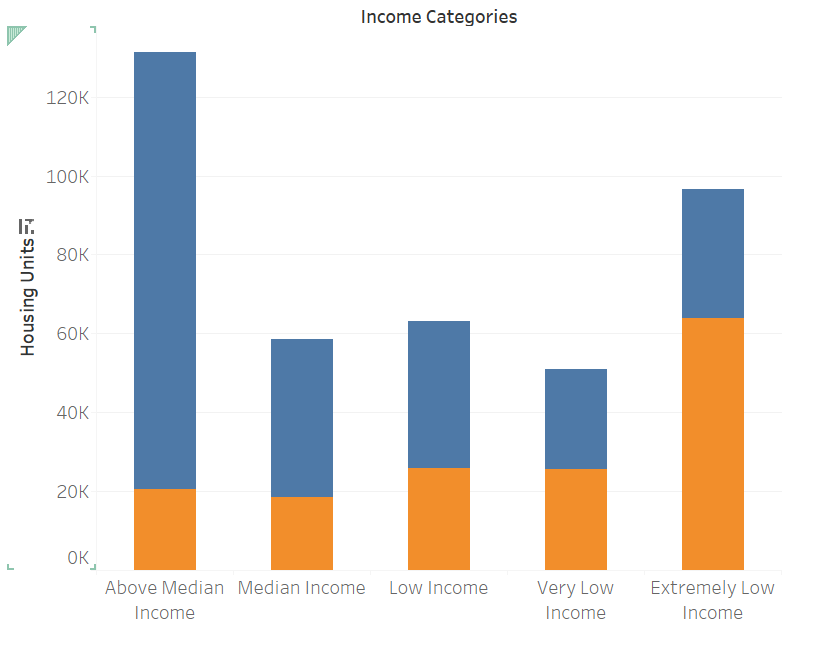 Income Categories
120K
100K
80K
60K
40K
20K
0K
Housing Units
Above Median
Income
Median Income
Low Income
Very Low
Income
Extremely Low
Income